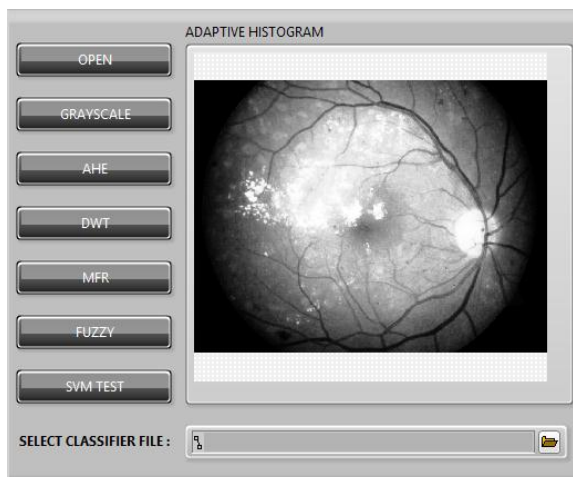 ADAPTIVE HISTOGRAM
OPEN
GRAYSCALE
AHE
DWT
MFR
FUZZY
SVM TEST
SELECT CLASSIFIER FILE :